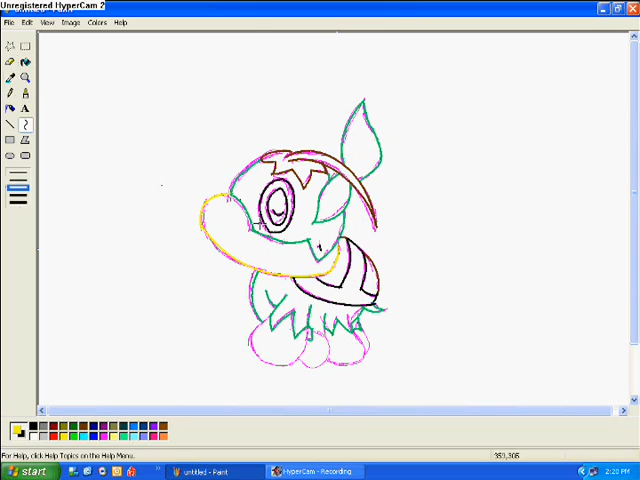 Unregistered HyperCam 2
File Edit View Image Colors Help
A
For Help, click Help Topics on the Help Menu.
359,305
start
untitled - Paint
HyperCam - Recording
2:20 PM